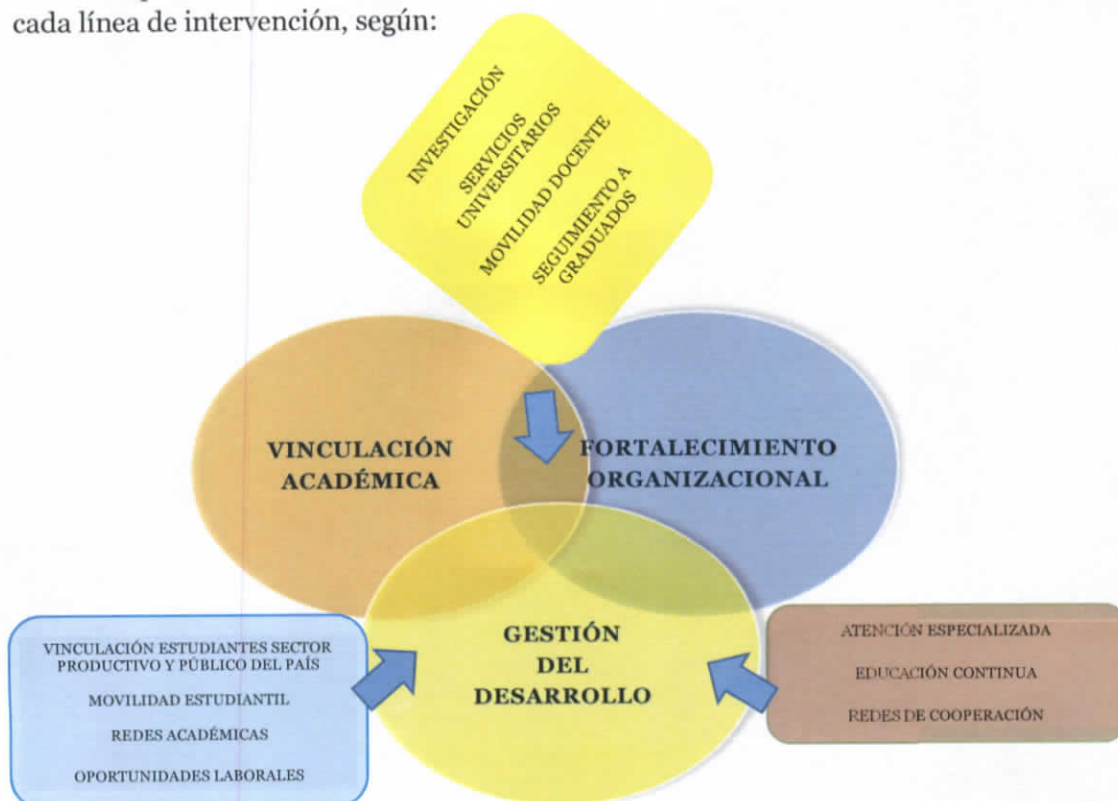 cada línea de intervención, según:
INVESTIGACIÓN
SERVICIOS
UNIVERSITARIOS
MOVILIDAD DOCENTE
SEGUIMIENTO A
GRADUADOS
VINCULACIÓN
ACADÉMICA
FORTALECIMIENTO
ORGANIZACIONAL
GESTIÓN
DEL
DESARROLLO
VINCULACIÓN ESTUDIANTES SECTOR
PRODUCTIVO Y PÚBLICO DEL PAÍS
MOVILIDAD ESTUDIANTIL
REDES ACADÉMICAS
OPORTUNIDADES LABORALES
ATENCIÓN ESPECIALIZADA
EDUCACIÓN CONTINUA
REDES DE COOPERACIÓN